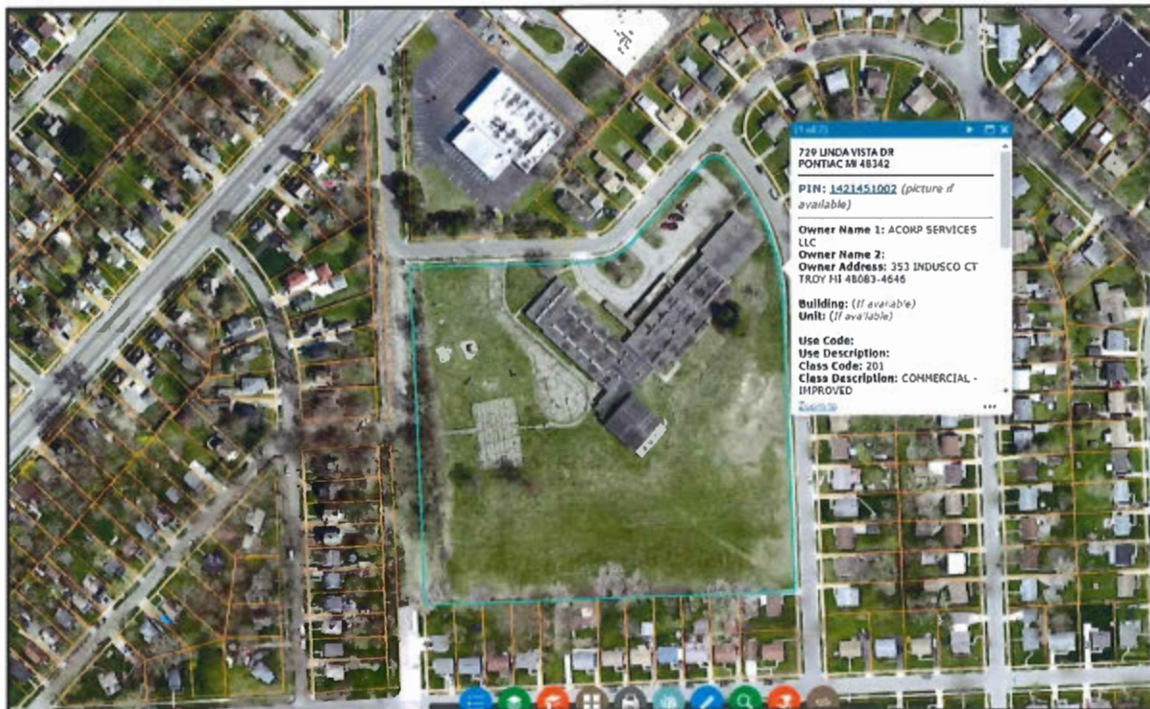 729 LINDA VISTA DR
PONTIAC MI 48342
PIN: 1421451002 (picture if
available)
Owner Name 1: ACORP SERVICES
LLC
Owner Name 2:
Owner Address: 353 INDUSCO CT
TROY MI 48083-4646
Building: (If available)
Unit: (If available)
Use Code:
Use Description:
Class Code: 201
Class Description: COMMERCIAL -
IMPROVED
Zoom to